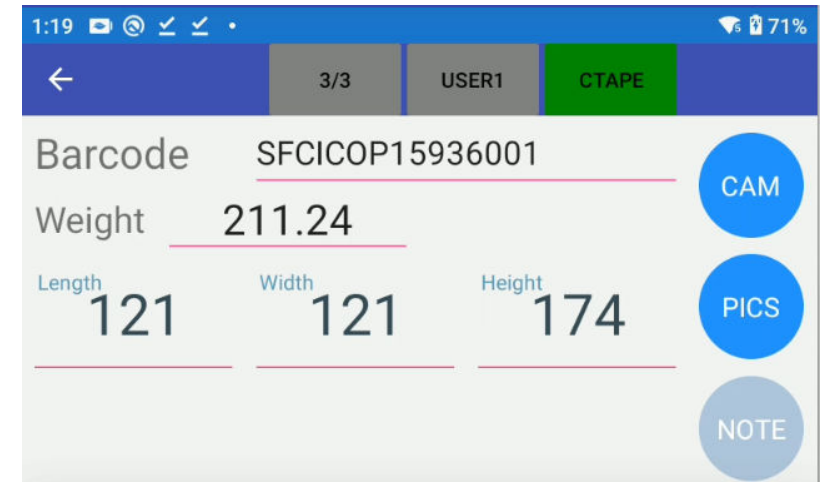 1:19 71%
3/3 USER1 CTAPE
Barcode SFCICOP15936001
CAM
Weight 211.24
Length Width Height
121 121 174
PICS
NOTE